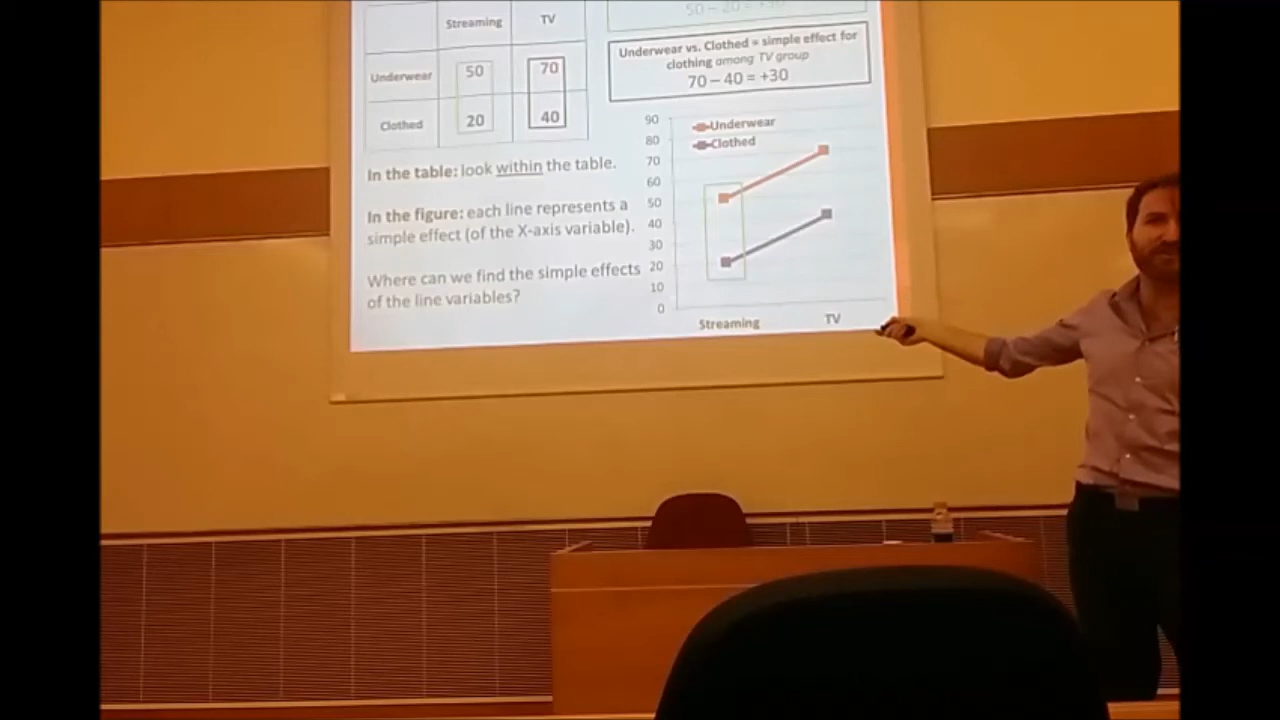 Streaming TV
Underwear 50 70
Clothed 20 40
50 – 20 = +30
Underwear vs. Clothed = simple effect for
clothing among TV group
70 – 40 = +30
In the table: look within the table.
In the figure: each line represents a
simple effect (of the X-axis variable).
Where can we find the simple effects
of the line variables?
90
80
70
60
50
40
30
20
10
0
Underwear
Clothed
Streaming TV